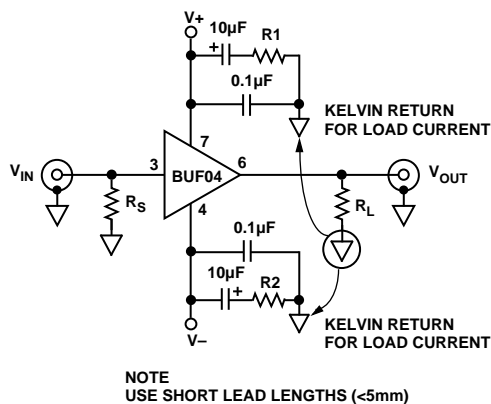 V+
10µF
R1
0.1µF
KELVIN RETURN
FOR LOAD CURRENT
7
VIN
3
BUF04
6
VOUT
RS
4
RL
0.1µF
10µF
R2
KELVIN RETURN
FOR LOAD CURRENT
V–
NOTE
USE SHORT LEAD LENGTHS (<5mm)